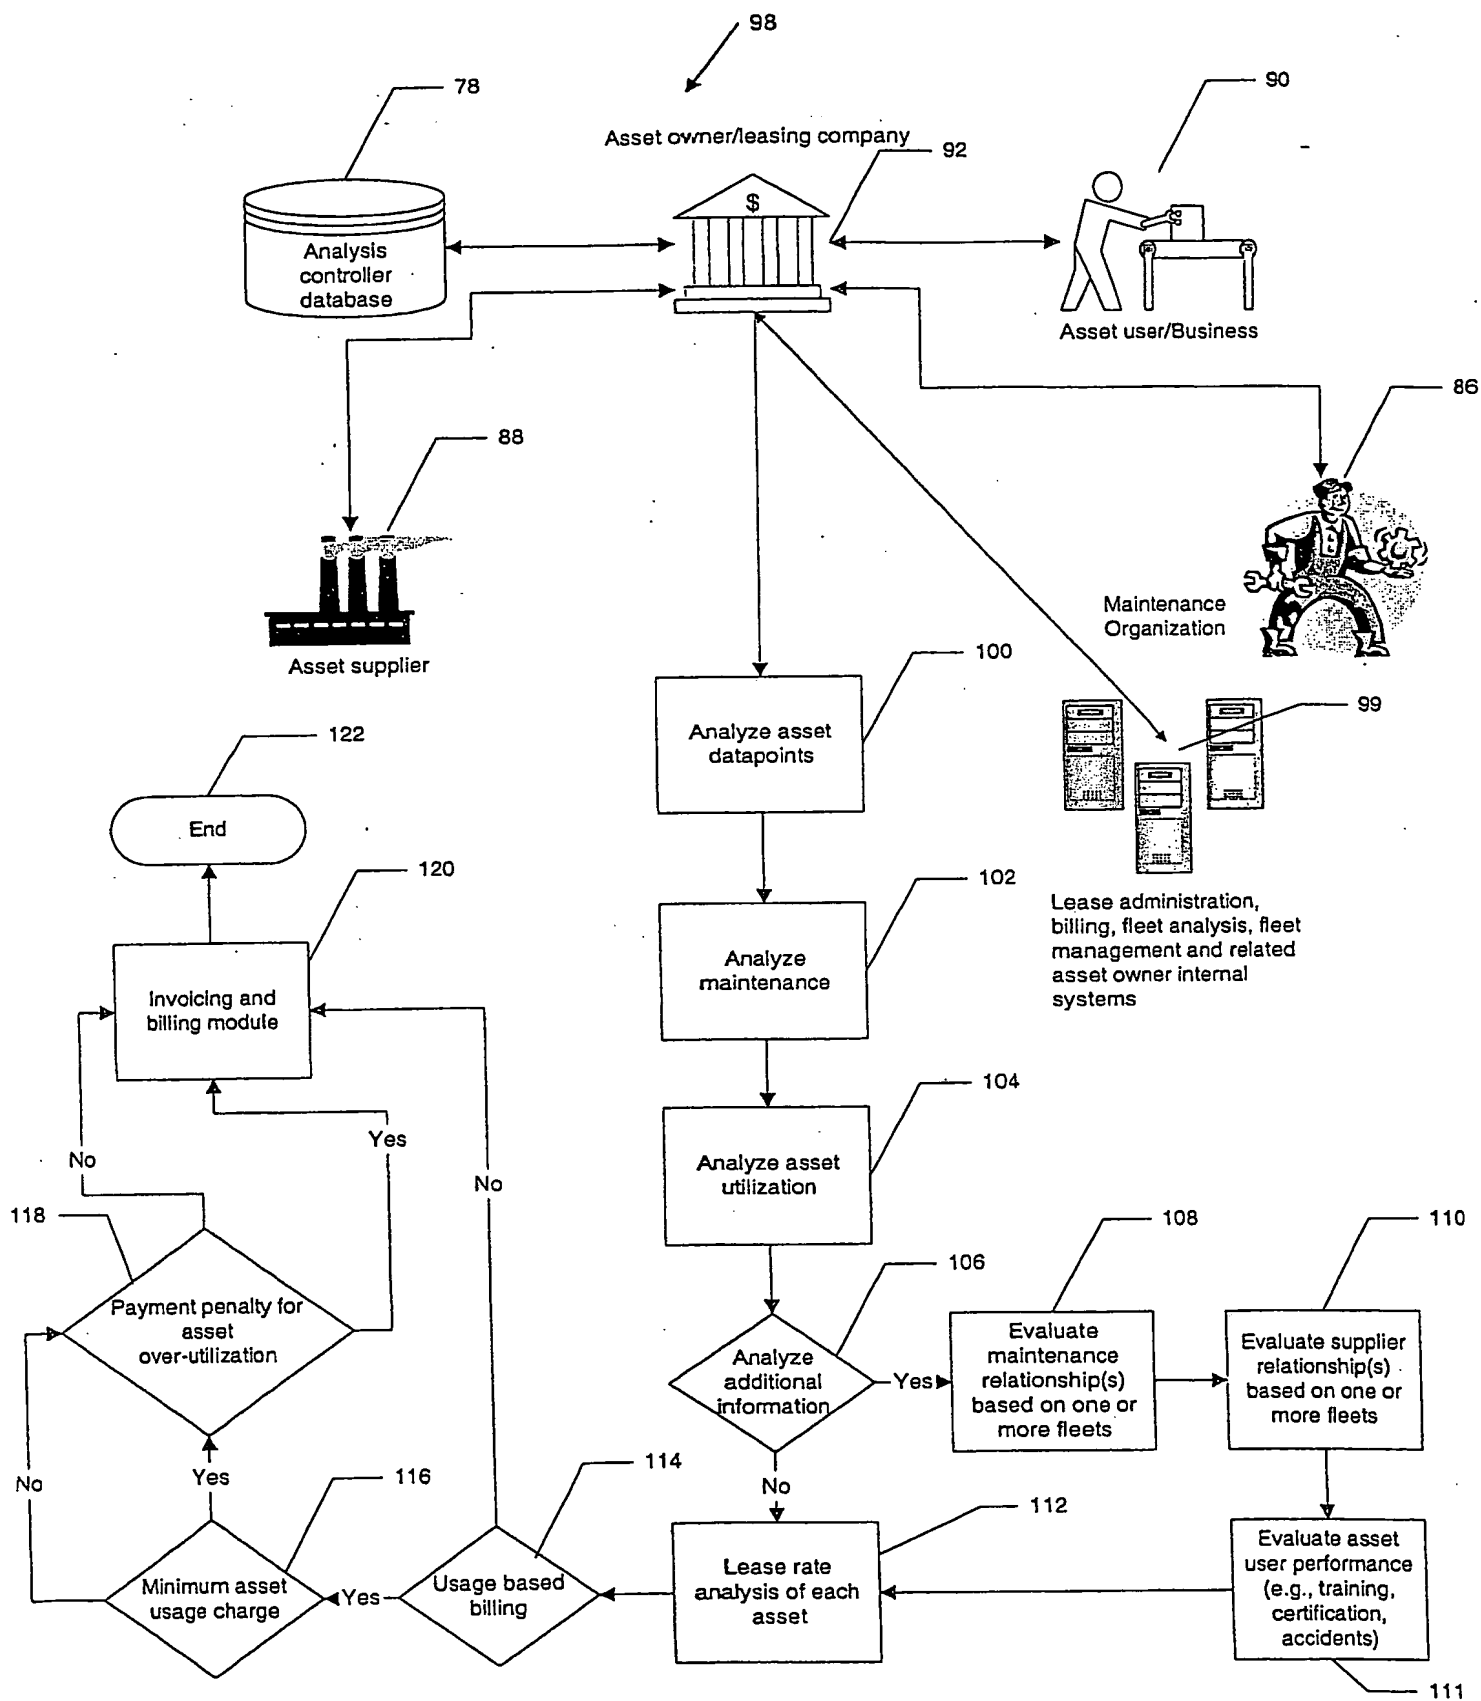 98
78
90
Asset owner/leasing company
92
$
Analysis
controller
database
Asset user/Business
86
88
Maintenance
Organization
Asset supplier
100
99
Analyze asset
datapoints
122
End
120
102
Lease administration,
billing, fleet analysis, fleet
management and related
asset owner internal
systems
Analyze
maintenance
Invoicing and
billing module
104
Yes
No
Analyze asset
utilization
No
118
108
110
106
Payment penalty for
asset
over-utilization
Evaluate
maintenance
relationship(s)
based on one or
more fleets
Evaluate supplier
relationship(s)
based on one or
more fleets
Analyze
additional
information
Yes
No
Yes
116
114
No
112
Minimum asset
usage charge
Yes
Usage based
billing
Lease rate
analysis of each
asset
Evaluate asset
user performance
(e.g., training,
certification,
accidents)
111